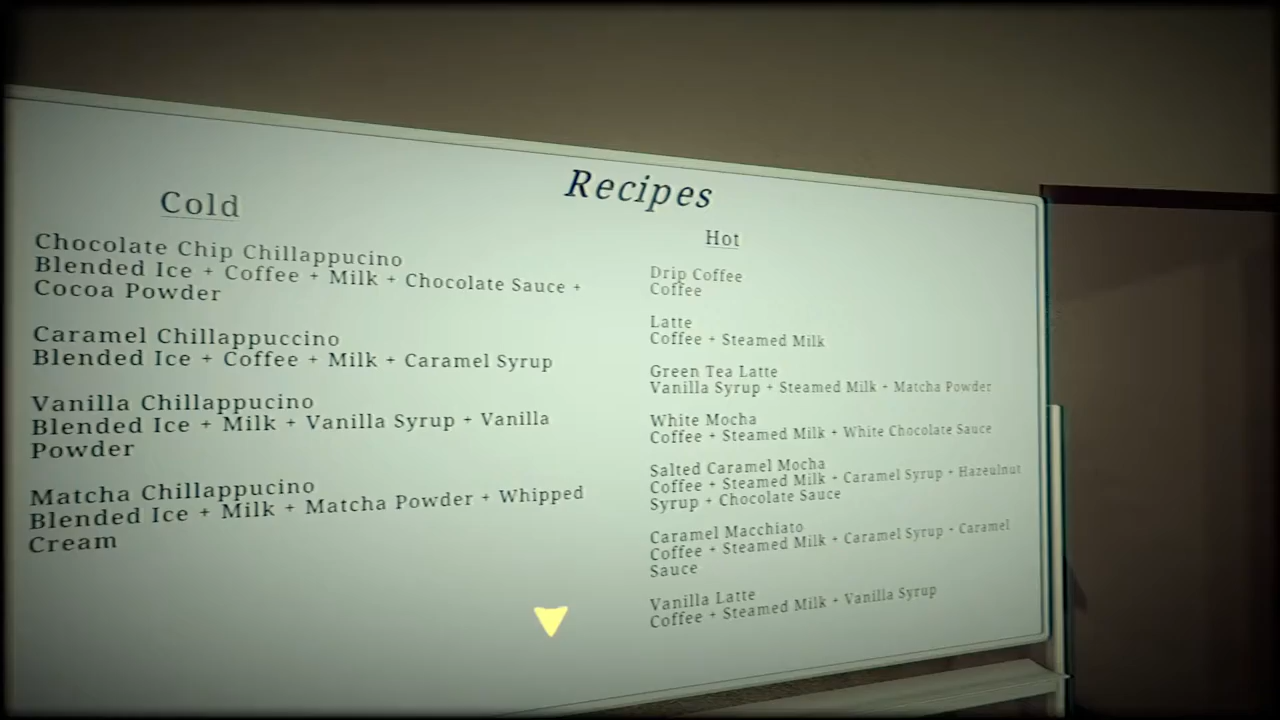 Recipes
Cold
Chocolate Chip Chillappucino
Blended Ice + Coffee + Milk + Chocolate Sauce +
Cocoa Powder
Caramel Chillappuccino
Blended Ice + Coffee + Milk + Caramel Syrup
Vanilla Chillappucino
Blended Ice + Milk + Vanilla Syrup + Vanilla
Powder
Matcha Chillappucino
Blended Ice + Milk + Matcha Powder + Whipped
Cream
Hot
Drip Coffee
Coffee
Latte
Coffee + Steamed Milk
Green Tea Latte
Vanilla Syrup + Steamed Milk + Matcha Powder
White Mocha
Coffee + Steamed Milk + White Chocolate Sauce
Salted Caramel Mocha
Coffee + Steamed Milk + Caramel Syrup + Hazeulnut
Syrup + Chocolate Sauce
Caramel Macchiato
Coffee + Steamed Milk + Caramel Syrup + Caramel
Sauce
Vanilla Latte
Coffee + Steamed Milk + Vanilla Syrup